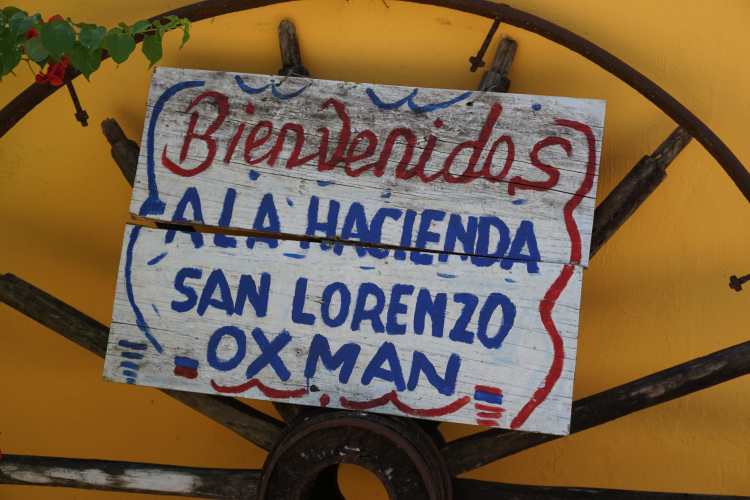 Bienvenidos
A LA HACIENDA
SAN LORENZO
OXMAN